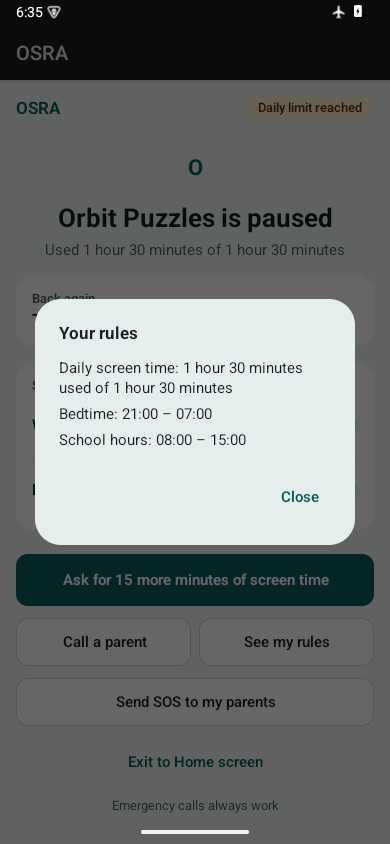 6:35
OSRA
OSRA
Daily limit reached
O
Orbit Puzzles is paused
Used 1 hour 30 minutes of 1 hour 30 minutes
Back again
Your rules
Daily screen time: 1 hour 30 minutes
used of 1 hour 30 minutes
Bedtime: 21:00 – 07:00
School hours: 08:00 – 15:00
Close
Ask for 15 more minutes of screen time
Call a parent
See my rules
Send SOS to my parents
Exit to Home screen
Emergency calls always work